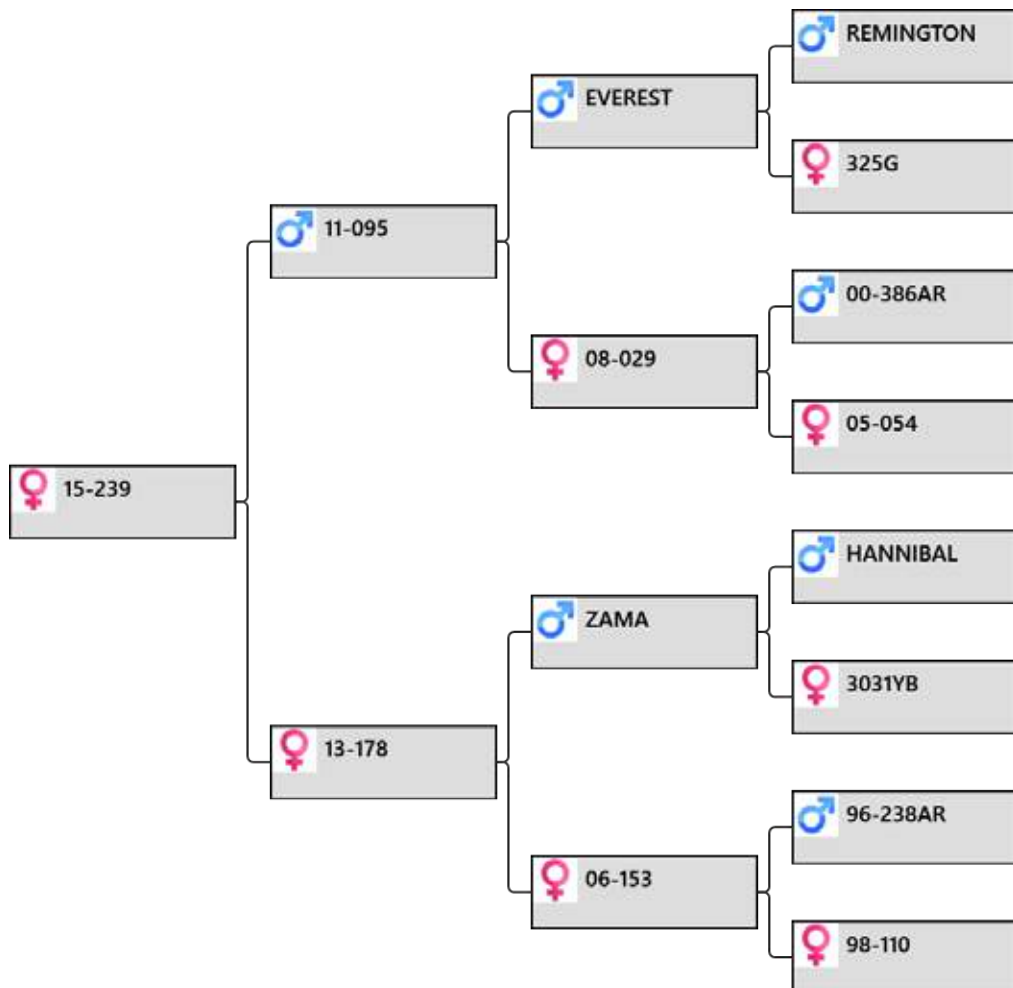 REMINGTON
EVEREST
325G
11-095
00-386AR
08-029
05-054
15-239
HANNIBAL
ZAMA
3031YB
13-178
96-238AR
06-153
98-110